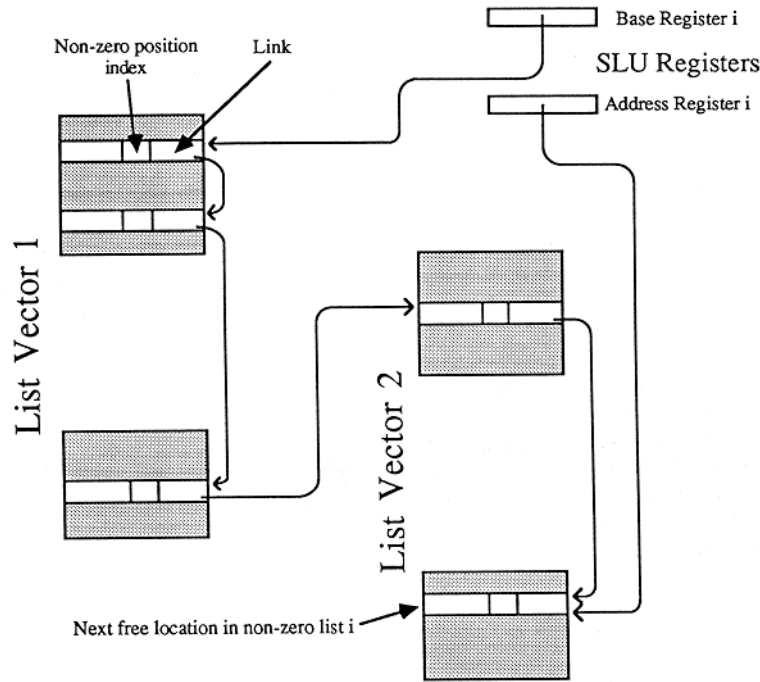 Base Register i
SLU Registers
Address Register i
Non-zero position
index
Link
List Vector 1
List Vector 2
Next free location in non-zero list i